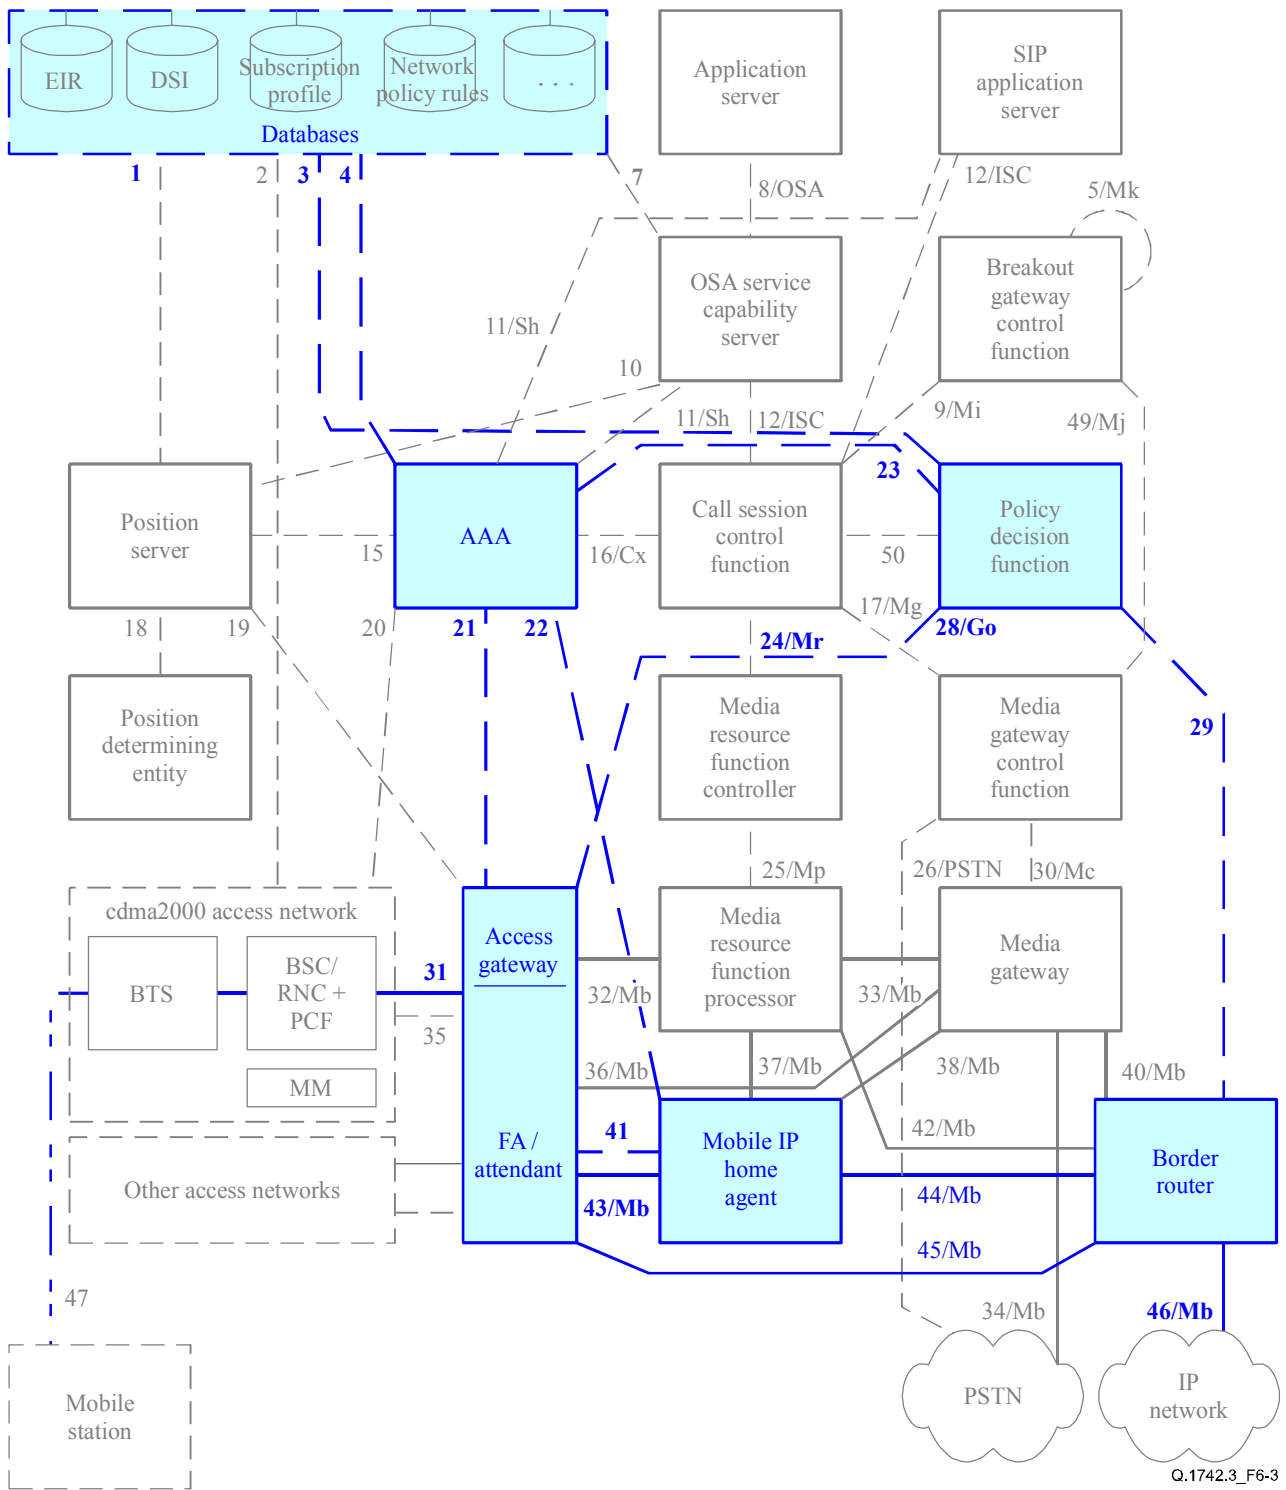 EIR
DSI
Subscription
profile
Network
policy rules
. . .
Databases
Application
server
SIP
application
server
1
2
3
4
7
8/OSA
12/ISC
5/Mk
OSA service
capability
server
Breakout
gateway
control
function
11/Sh
10
11/Sh
12/ISC
9/Mi
49/Mj
23
Position
server
15
AAA
16/Cx
Call session
control
function
50
Policy
decision
function
17/Mg
18
19
20
21
22
24/Mr
28/Go
29
Position
determining
entity
Media
resource
function
controller
Media
gateway
control
function
25/Mp
26/PSTN
30/Mc
cdma2000 access network
BTS
BSC/
RNC +
PCF
MM
31
35
Access
gateway
FA /
attendant
32/Mb
Media
resource
function
processor
33/Mb
Media
gateway
36/Mb
37/Mb
38/Mb
40/Mb
41
42/Mb
Other access networks
43/Mb
Mobile IP
home
agent
44/Mb
45/Mb
Border
router
47
34/Mb
46/Mb
Mobile
station
PSTN
IP
network
Q.1742.3_F6-3